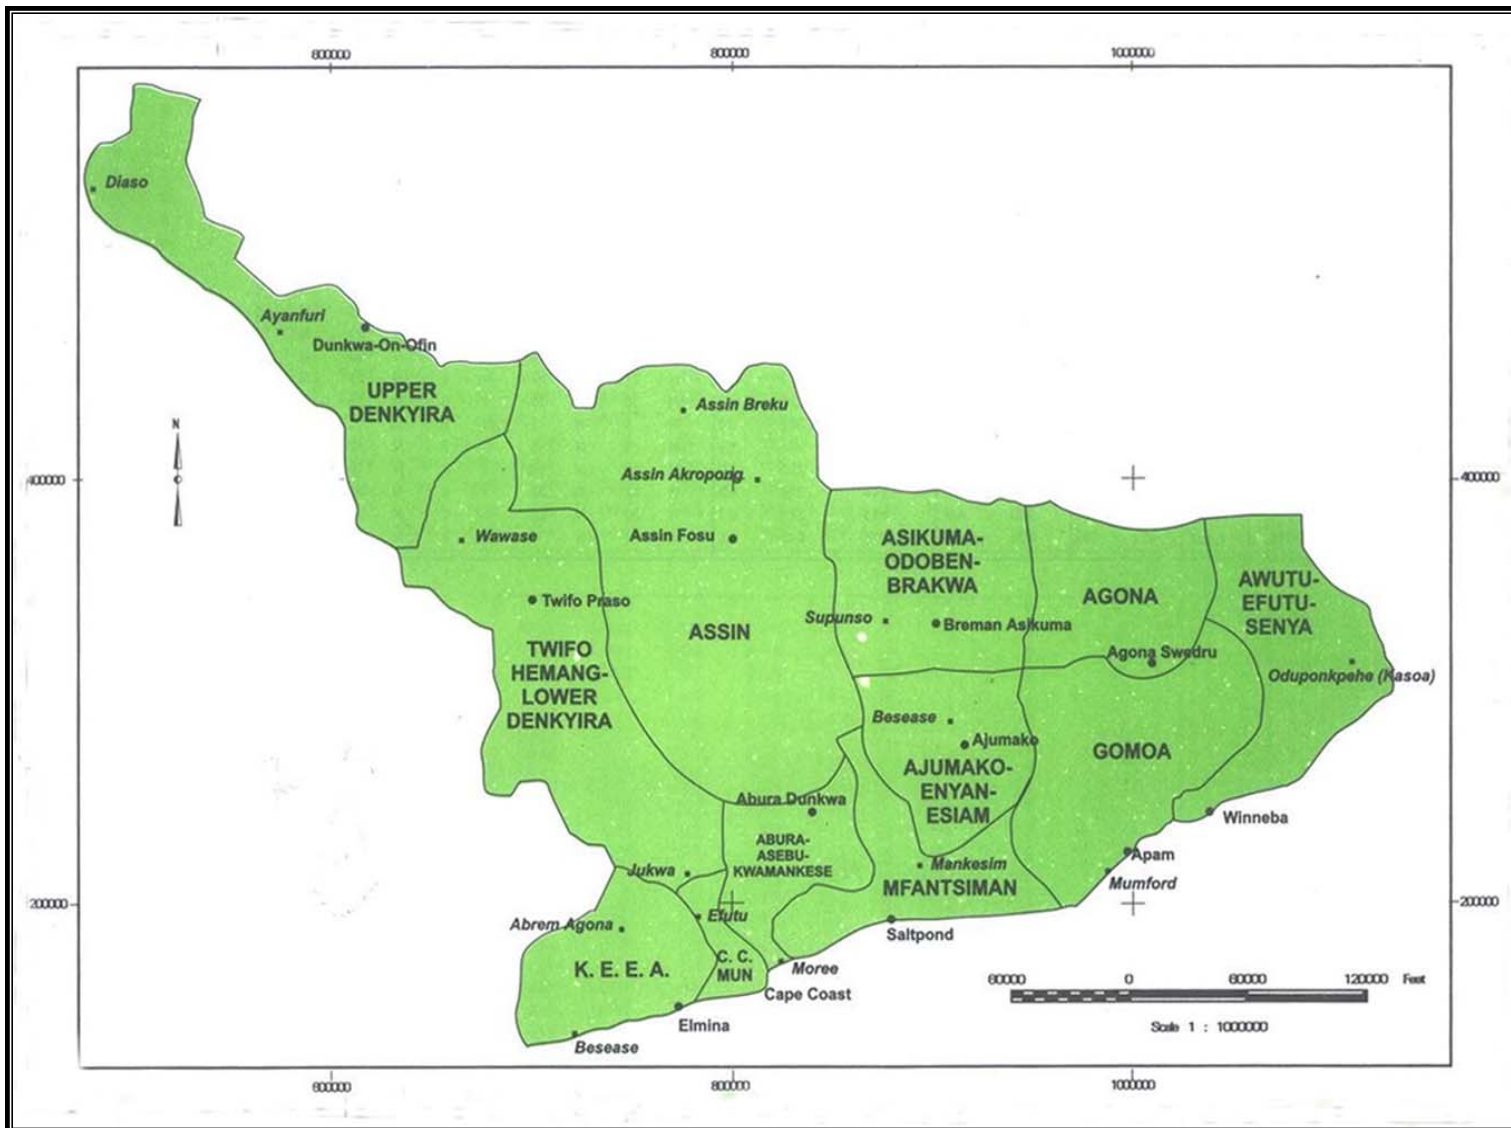 800000 800000 1000000
Diaso
Ayanfuri
Dunkwa-On-Ofin
UPPER
DENKYIRA
N
Assin Breku
Assin Akropong
400000
400000
Wawase
Assin Fosu
ASIKUMA-
ODOBEN-
BRAKWA
AGONA
AWUTU-
EFUTU-
SENYA
Twifo Praso
Supunso
Breman Asikuma
ASSIN
TWIFO
HEMANG-
LOWER
DENKYIRA
Agona Swedru
Oduponkpehe (Kasoa)
Besease
Ajumako
GOMOA
AJUMAKO-
ENYAN-
ESIAM
Abura Dunkwa
Winneba
ABURA-
ASEBU-
KWAMANKESE
Apam
Jukwa
Mankesim
Mumford
MFANTSIMAN
200000
200000
Abrem Agona
Efutu
Saltpond
K. E. E. A.
C. C.
MUN
Moree
Cape Coast
Elmina
Besease
60000 0 60000 120000 Feet
Scale 1 : 1000000
600000 800000 1000000